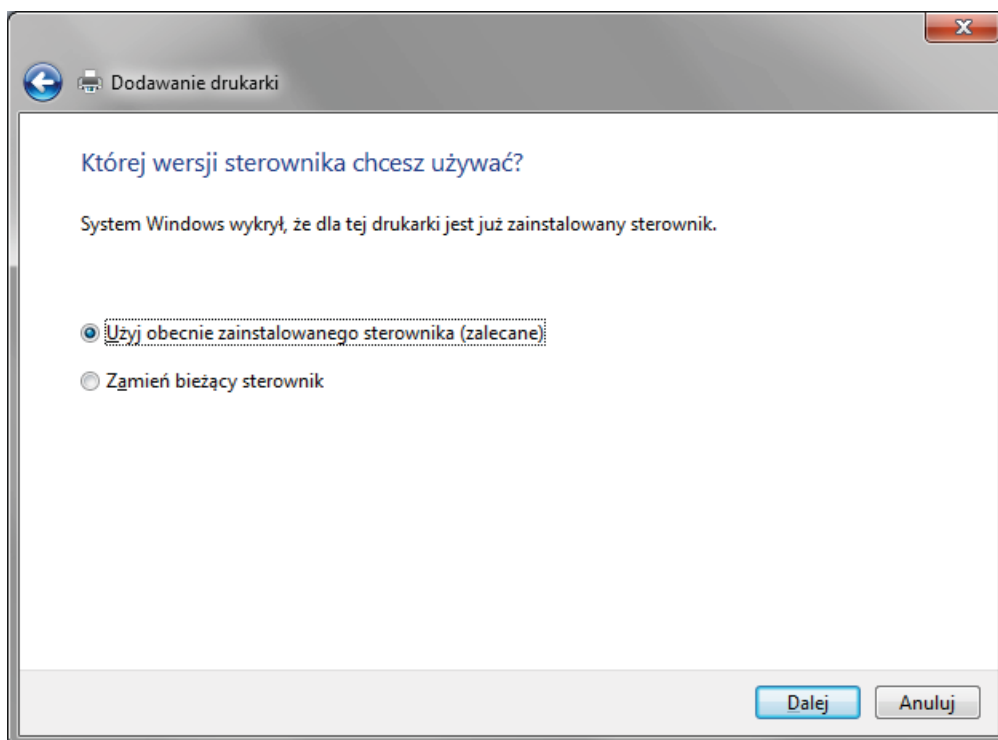 Dodawanie drukarki
Której wersji sterownika chcesz używać?
System Windows wykrył, że dla tej drukarki jest już zainstalowany sterownik.
Użyj obecnie zainstalowanego sterownika (zalecane)
Zamień bieżący sterownik
Dalej
Anuluj